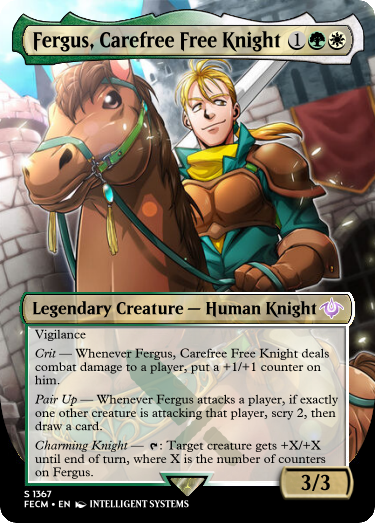 Fergus, Carefree Free Knight 1
Legendary Creature — Human Knight
Vigilance
Crit — Whenever Fergus, Carefree Free Knight deals
combat damage to a player, put a +1/+1 counter on
him.
Pair Up — Whenever Fergus attacks a player, if exactly
one other creature is attacking that player, scry 2, then
draw a card.
Charming Knight — : Target creature gets +X/+X
until end of turn, where X is the number of counters
on Fergus.
3/3
S 1367
FECM • EN INTELLIGENT SYSTEMS